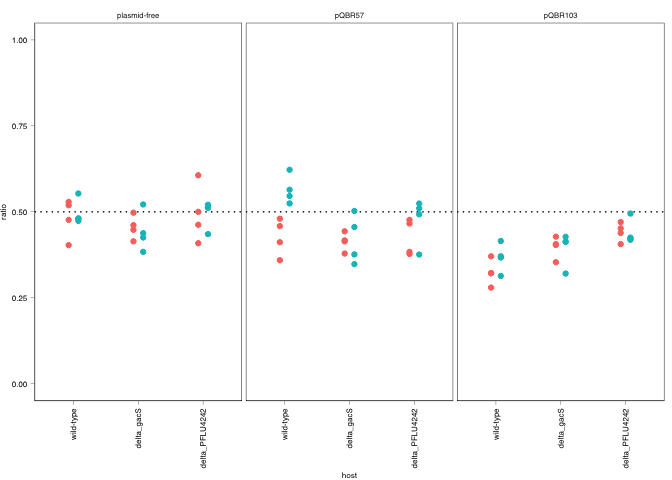 plasmid-free pQBR57 pQBR103
1.00
0.75
0.50
0.25
0.00
ratio
wild-type delta_gacS delta_PFLU4242 wild-type delta_gacS delta_PFLU4242 wild-type delta_gacS delta_PFLU4242
host